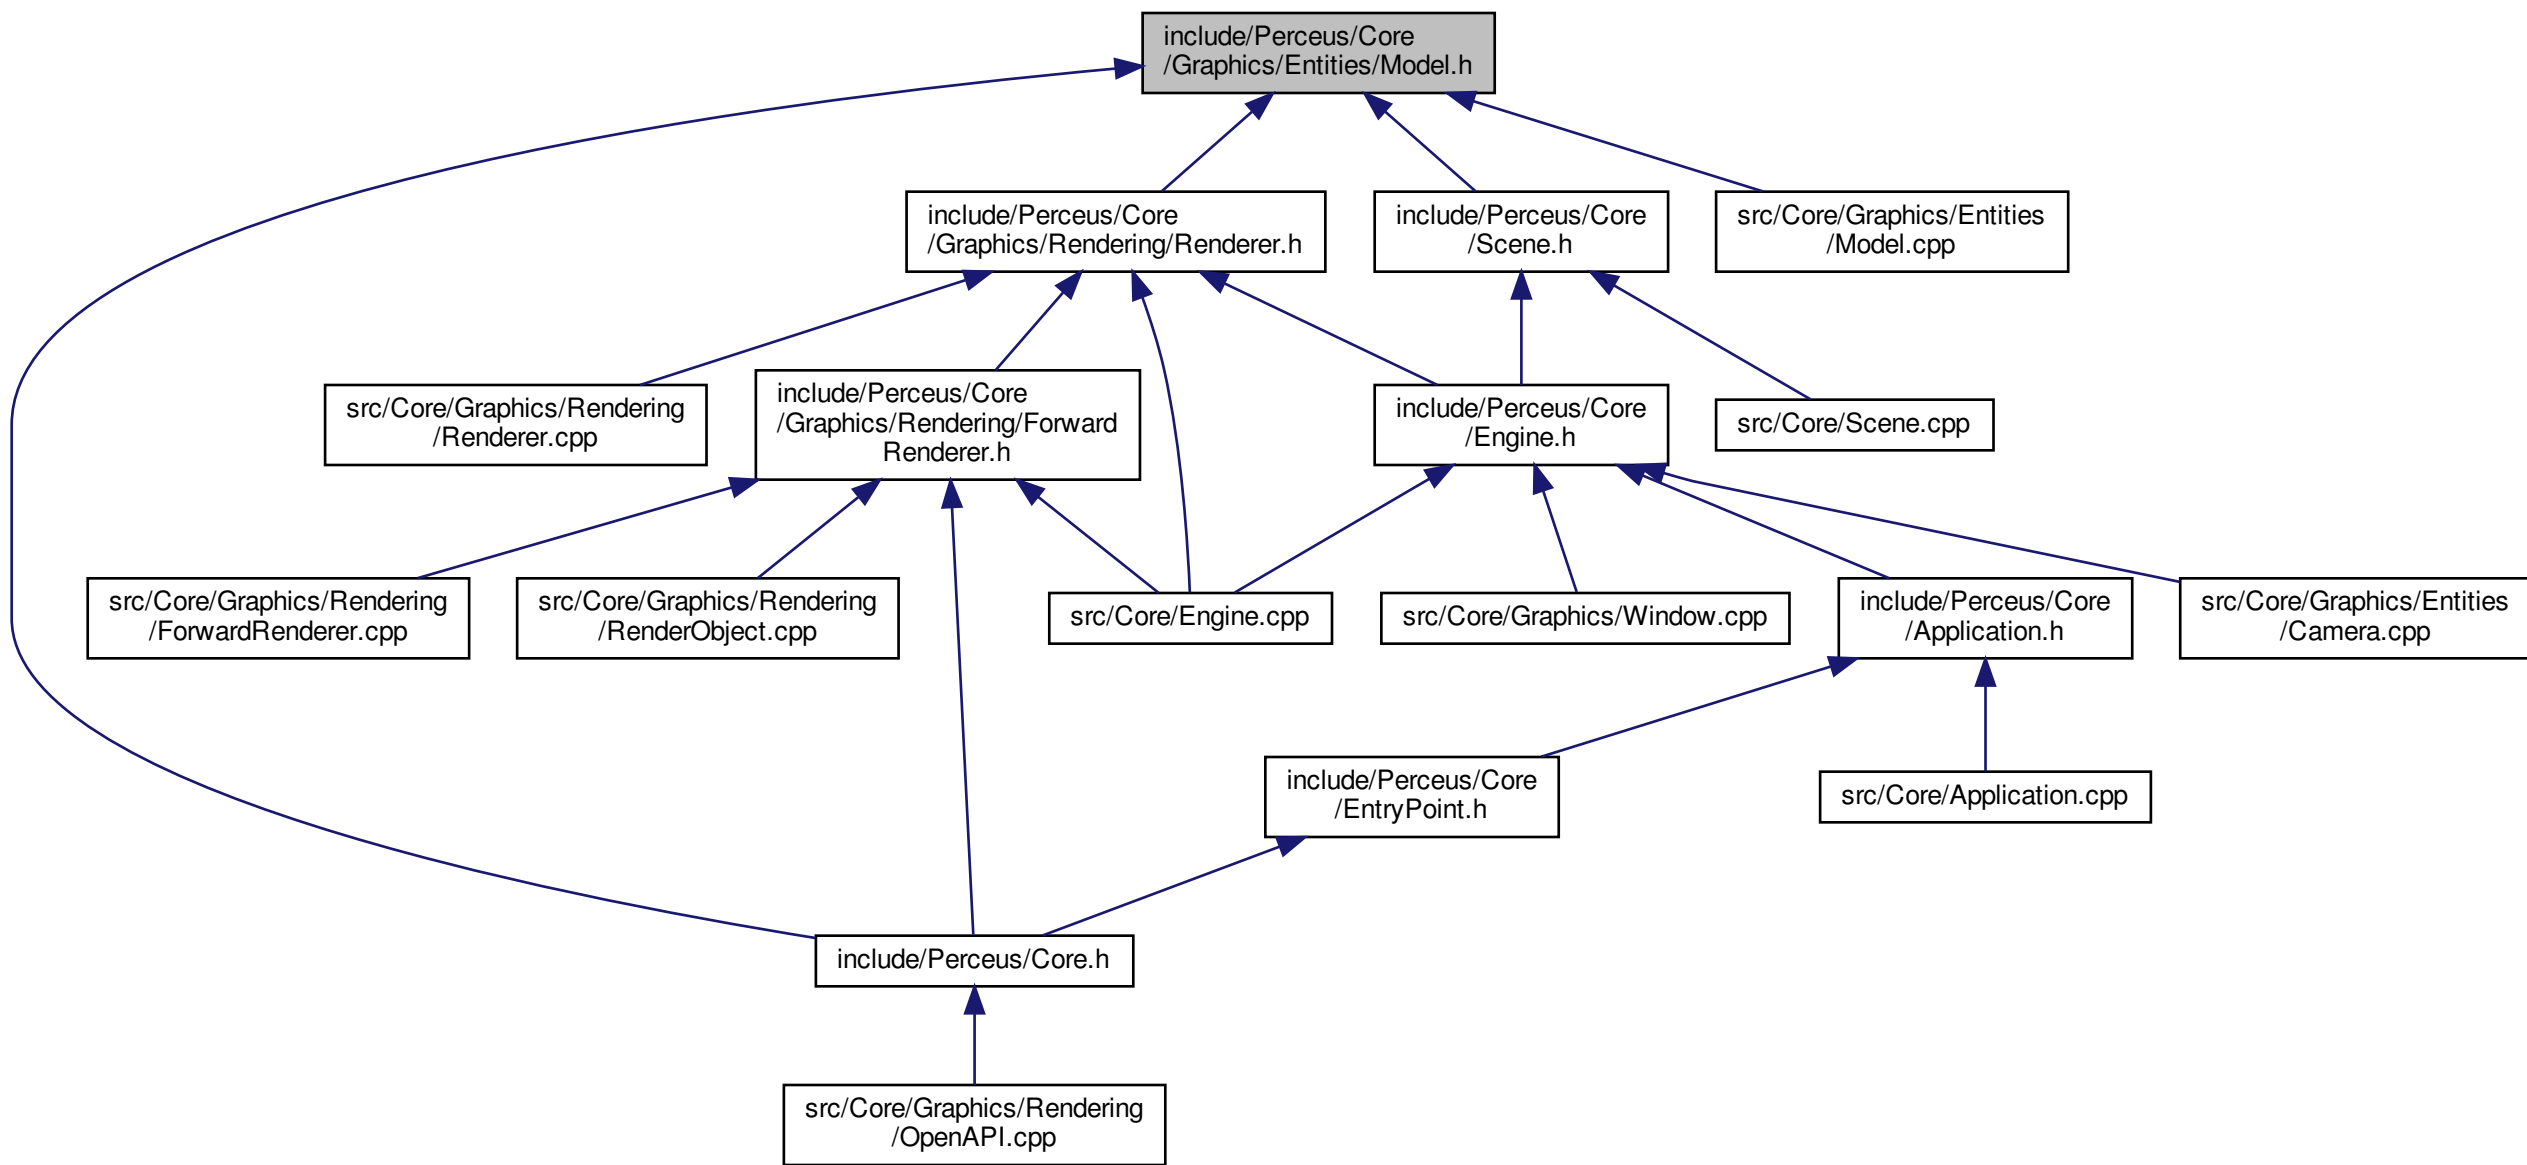 include/Perceus/Core
/Graphics/Entities/Model.h
include/Perceus/Core
/Graphics/Rendering/Renderer.h
include/Perceus/Core
/Scene.h
src/Core/Graphics/Entities
/Model.cpp
src/Core/Graphics/Rendering
/Renderer.cpp
include/Perceus/Core
/Graphics/Rendering/Forward
Renderer.h
include/Perceus/Core
/Engine.h
src/Core/Scene.cpp
src/Core/Graphics/Rendering
/ForwardRenderer.cpp
src/Core/Graphics/Rendering
/RenderObject.cpp
src/Core/Engine.cpp
src/Core/Graphics/Window.cpp
include/Perceus/Core
/Application.h
src/Core/Graphics/Entities
/Camera.cpp
include/Perceus/Core
/EntryPoint.h
src/Core/Application.cpp
include/Perceus/Core.h
src/Core/Graphics/Rendering
/OpenAPI.cpp